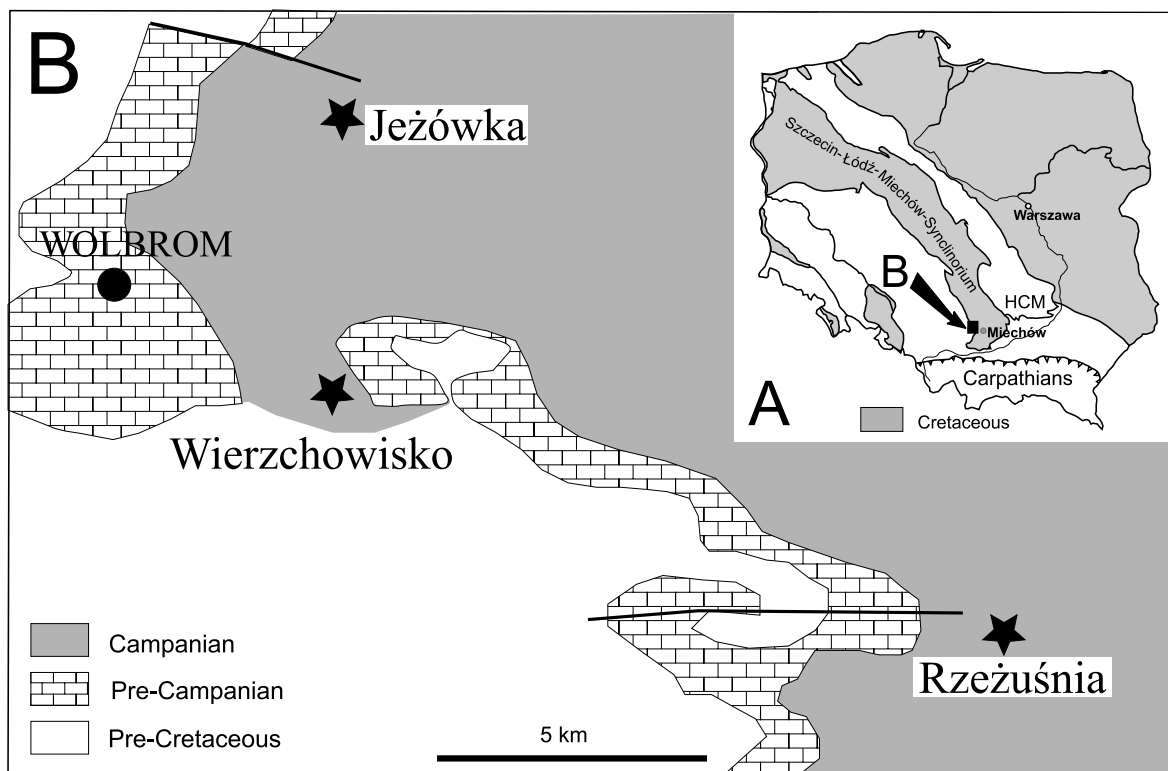 B
Jeżówka
WOLBROM
Wierzchowisko
Rzeżuśnia
Campanian
Pre-Campanian
Pre-Cretaceous
5 km
Szczecin-Łódź-Miechów-Synclinorium
Warszawa
B
HCM
Miechów
Carpathians
A
Cretaceous